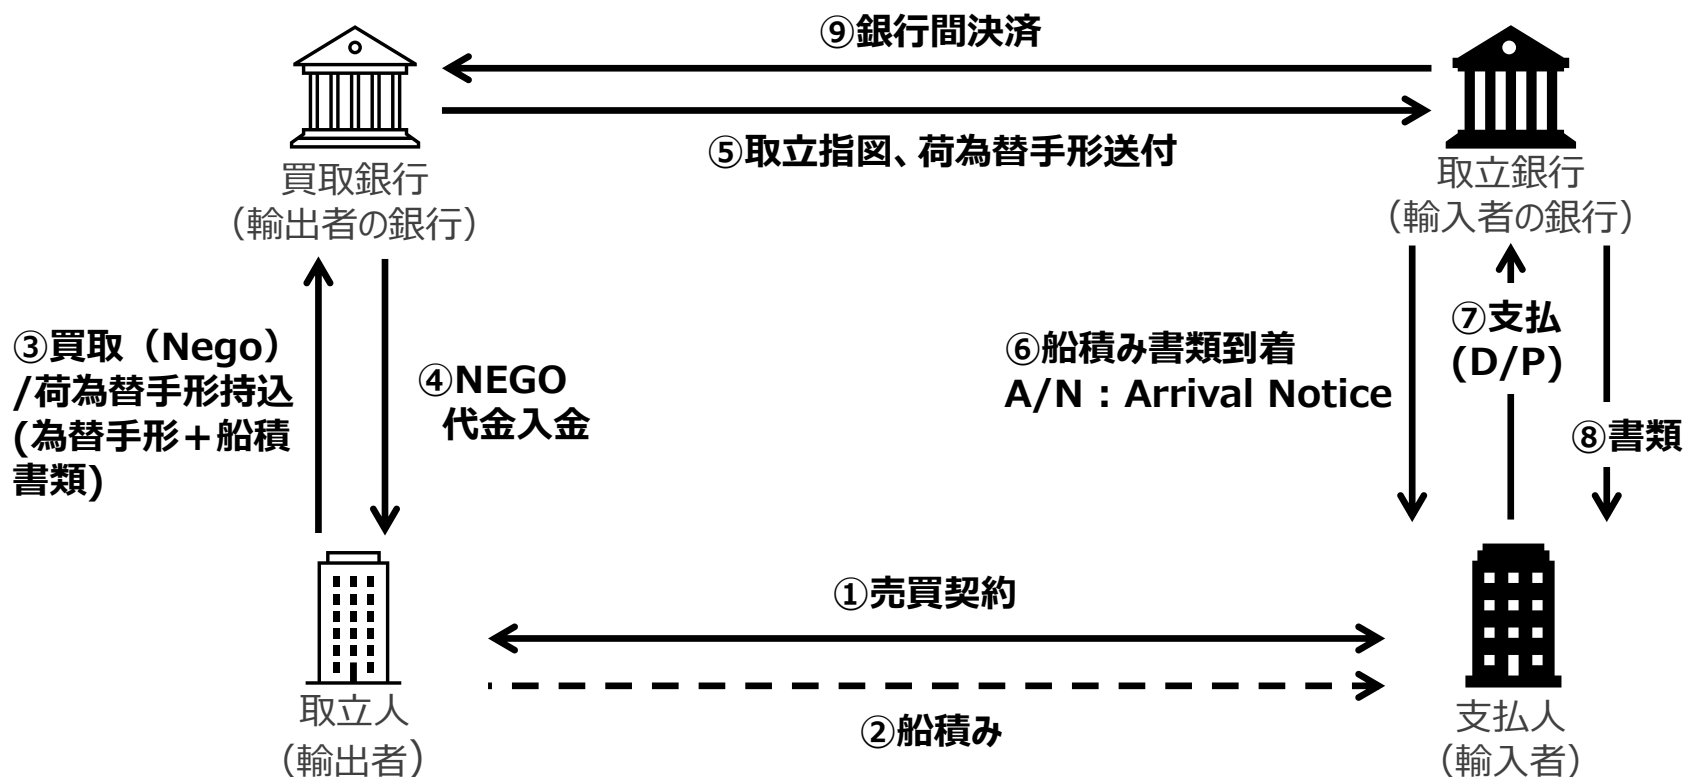 ⑨銀行間決済
⑤取立指図、荷為替手形送付
買取銀行
（輸出者の銀行）
取立銀行
（輸入者の銀行）
③買取（Nego）
/荷為替手形持込
(為替手形＋船積
書類)
④NEGO
代金入金
⑥船積み書類到着
A/N：Arrival Notice
⑦支払
(D/P)
⑧書類
①売買契約
②船積み
取立人
（輸出者）
支払人
（輸入者）